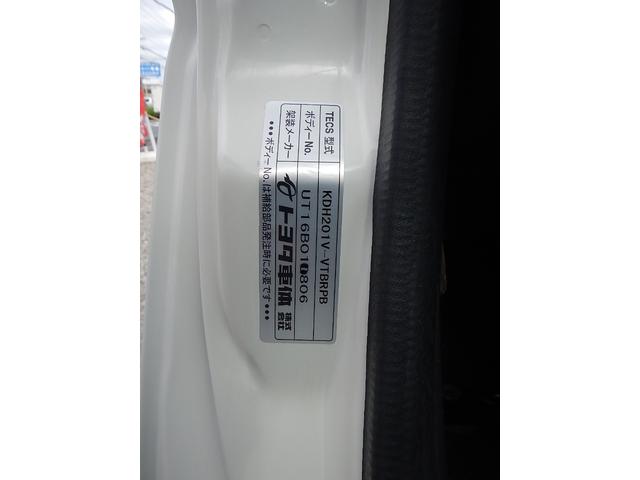 TECS 型式 KDH201V-VTBRPB
ボディーNo. UT16B010806
架装メーカー トヨタ車体 株式会社
●●●ボディーNo.は補給部品発注時に必要です●●●